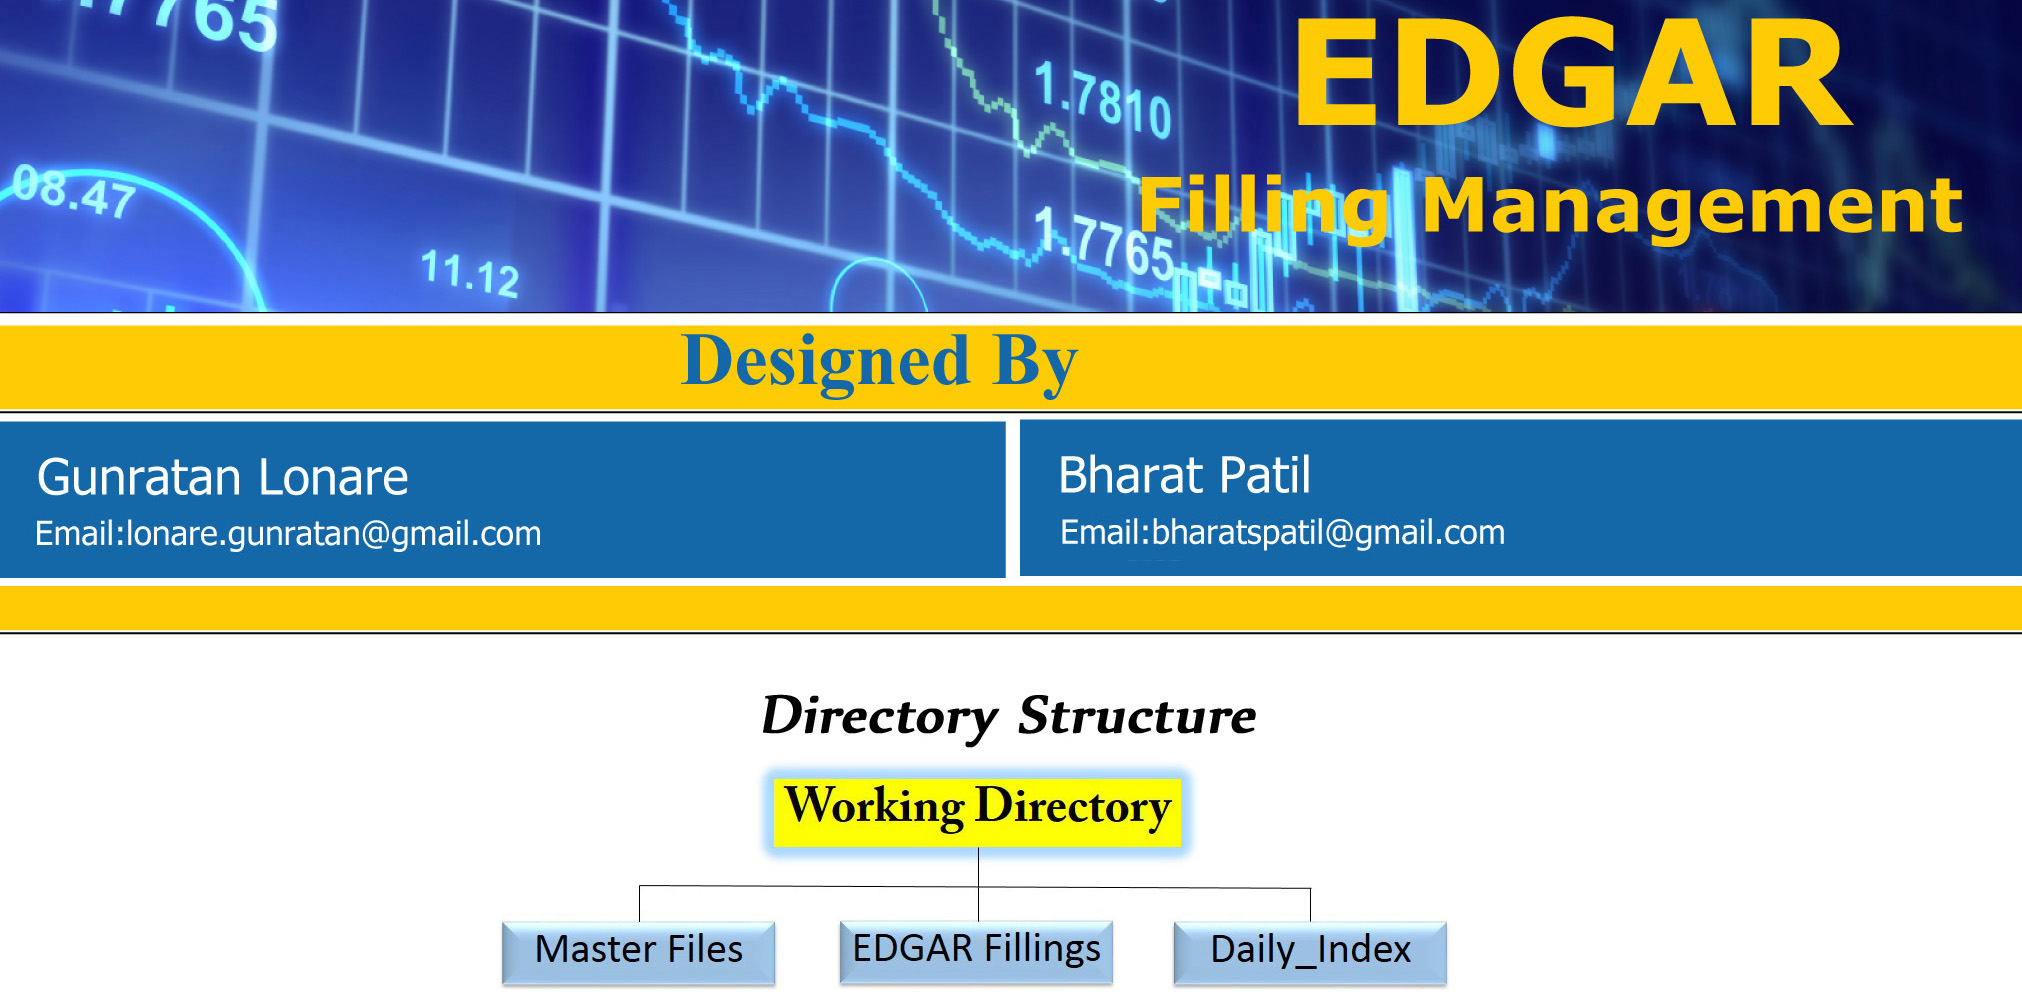 .7765
EDGAR
1.7810
08.47
Filling Management
1.7765
11.12
Designed By
Gunratan Lonare
Email:lonare.gunratan@gmail.com
Bharat Patil
Email:bharatspatil@gmail.com
Directory Structure
Working Directory
Master Files
EDGAR Fillings
Daily_Index